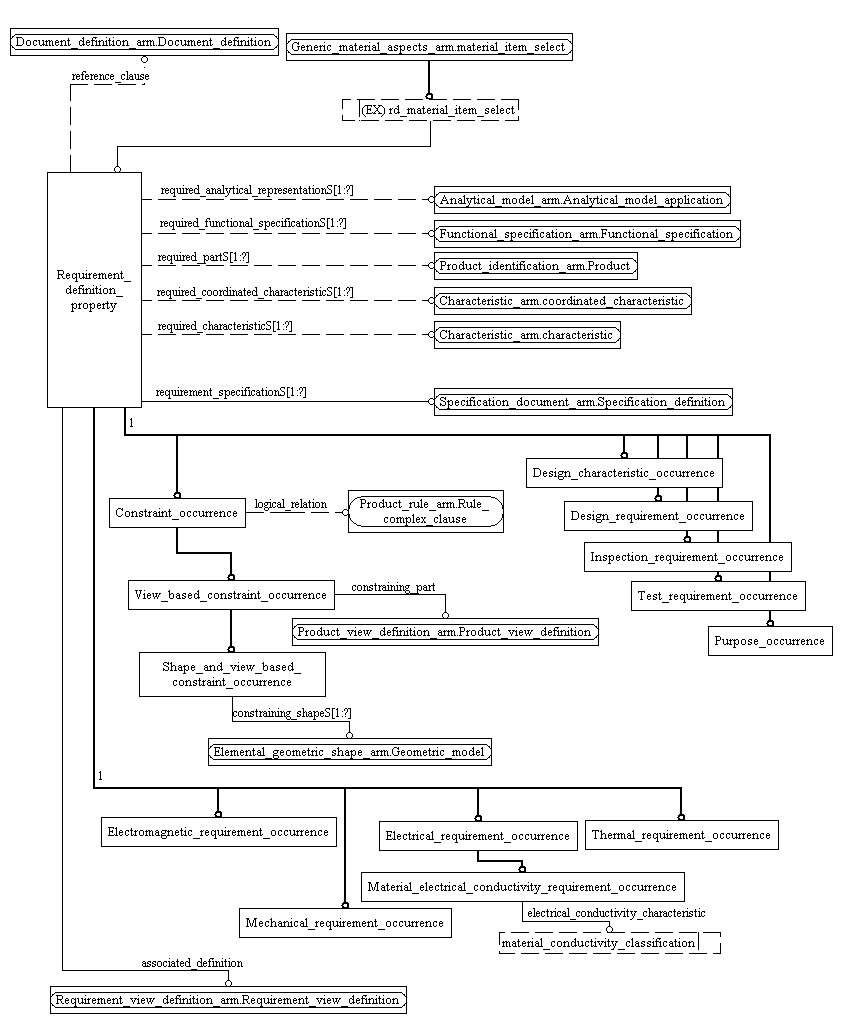 Document_definition_arm.Document_definition
Generic_material_aspects_arm.material_item_select
reference_clause
(EX) rd_material_item_select
required_analytical_representationS[1:?]
Analytical_model_arm.Analytical_model_application
required_functional_specificationS[1:?]
Functional_specification_arm.Functional_specification
required_partS[1:?]
Product_identification_arm.Product
Requirement_
definition_
property
required_coordinated_characteristicS[1:?]
Characteristic_arm.coordinated_characteristic
required_characteristicS[1:?]
Characteristic_arm.characteristic
requirement_specificationS[1:?]
Specification_document_arm.Specification_definition
1
Design_characteristic_occurrence
Constraint_occurrence
logical_relation
Product_rule_arm.Rule_
complex_clause
Design_requirement_occurrence
Inspection_requirement_occurrence
View_based_constraint_occurrence
constraining_part
Test_requirement_occurrence
Product_view_definition_arm.Product_view_definition
Purpose_occurrence
Shape_and_view_based_
constraint_occurrence
constraining_shapeS[1:?]
Elemental_geometric_shape_arm.Geometric_model
1
Electromagnetic_requirement_occurrence
Electrical_requirement_occurrence
Thermal_requirement_occurrence
Material_electrical_conductivity_requirement_occurrence
Mechanical_requirement_occurrence
electrical_conductivity_characteristic
material_conductivity_classification
associated_definition
Requirement_view_definition_arm.Requirement_view_definition